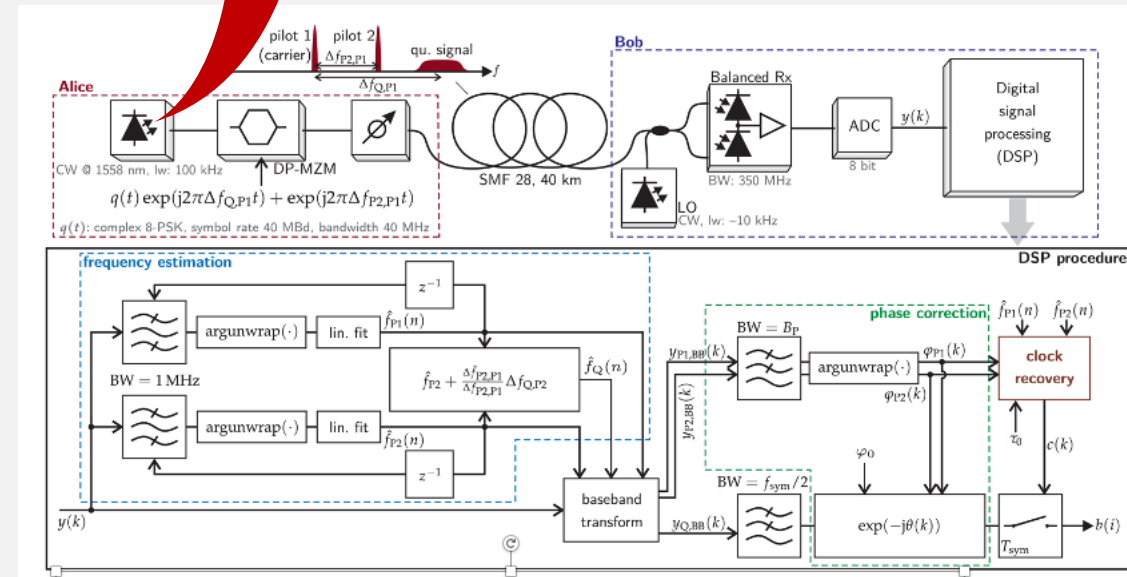 pilot 1
(carrier)
pilot 2
Δf_P2,P1
qu. signal
f
Δf_Q,P1
Alice
CW @ 1558 nm, lw: 100 kHz
DP-MZM
q(t) exp(j2πΔf_Q,P1 t) + exp(j2πΔf_P2,P1 t)
q(t): complex 8-PSK, symbol rate 40 MBd, bandwidth 40 MHz
SMF 28, 40 km
Bob
Balanced Rx
BW: 350 MHz
LO
CW, lw: ~10 kHz
ADC
8 bit
y(k)
Digital
signal
processing
(DSP)
DSP procedure
frequency estimation
z⁻¹
argunwrap(·)
lin. fit
f̂_P1(n)
BW = 1 MHz
f̂_P2 + Δf̂_P2,P1/Δf_P2,P1 Δf_Q,P2
f̂_Q(n)
argunwrap(·)
lin. fit
f̂_P2(n)
z⁻¹
y(k)
baseband
transform
y_P1,BB(k)
y_P2,BB(k)
y_Q,BB(k)
phase correction
BW = B_P
argunwrap(·)
φ_P1(k)
φ_P2(k)
f̂_P1(n)
f̂_P2(n)
clock
recovery
τ₀
c(k)
φ₀
BW = f_sym/2
exp(−jθ(k))
T_sym
b(i)